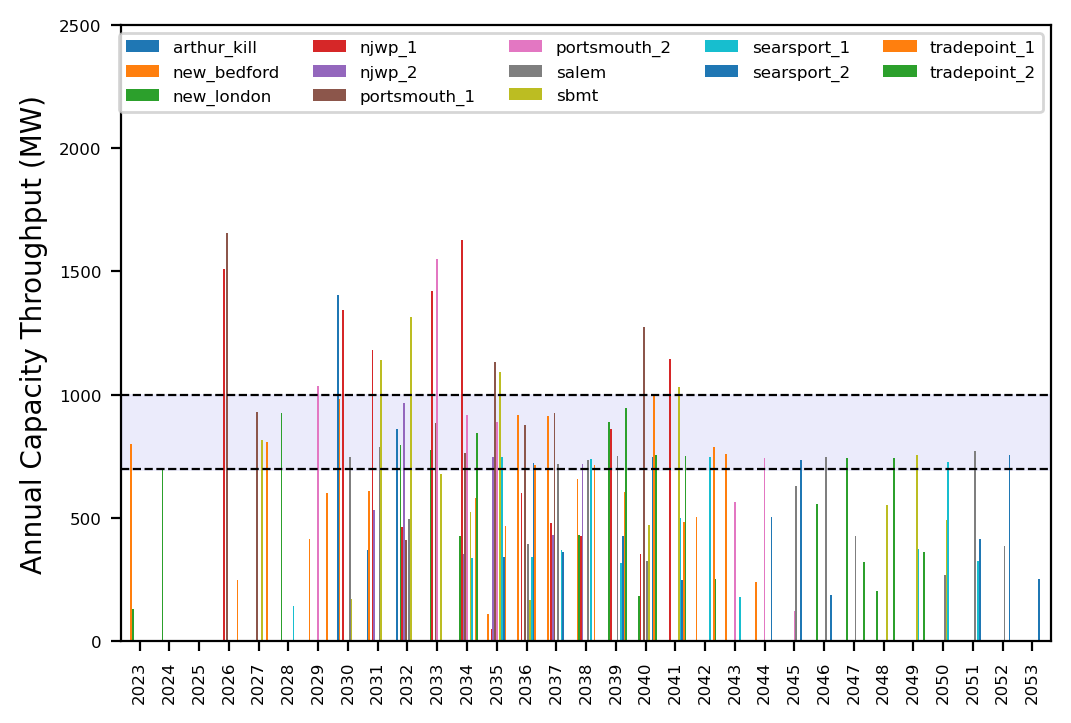 Annual Capacity Throughput (MW)
2500
2000
1500
1000
500
0
arthur_kill
new_bedford
new_london
njwp_1
njwp_2
portsmouth_1
portsmouth_2
salem
sbmt
searsport_1
searsport_2
tradepoint_1
tradepoint_2
2023
2024
2025
2026
2027
2028
2029
2030
2031
2032
2033
2034
2035
2036
2037
2038
2039
2040
2041
2042
2043
2044
2045
2046
2047
2048
2049
2050
2051
2052
2053